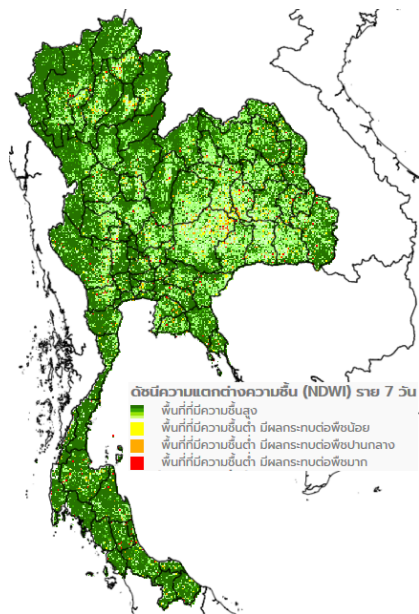 ดัชนีความแตกต่างความชื้น (NDWI) ราย 7 วัน
พื้นที่ที่มีความชื้นสูง
พื้นที่ที่มีความชื้นต่ำ มีผลกระทบต่อพืชน้อย
พื้นที่ที่มีความชื้นต่ำ มีผลกระทบต่อพืชปานกลาง
พื้นที่ที่มีความชื้นต่ำ มีผลกระทบต่อพืชมาก